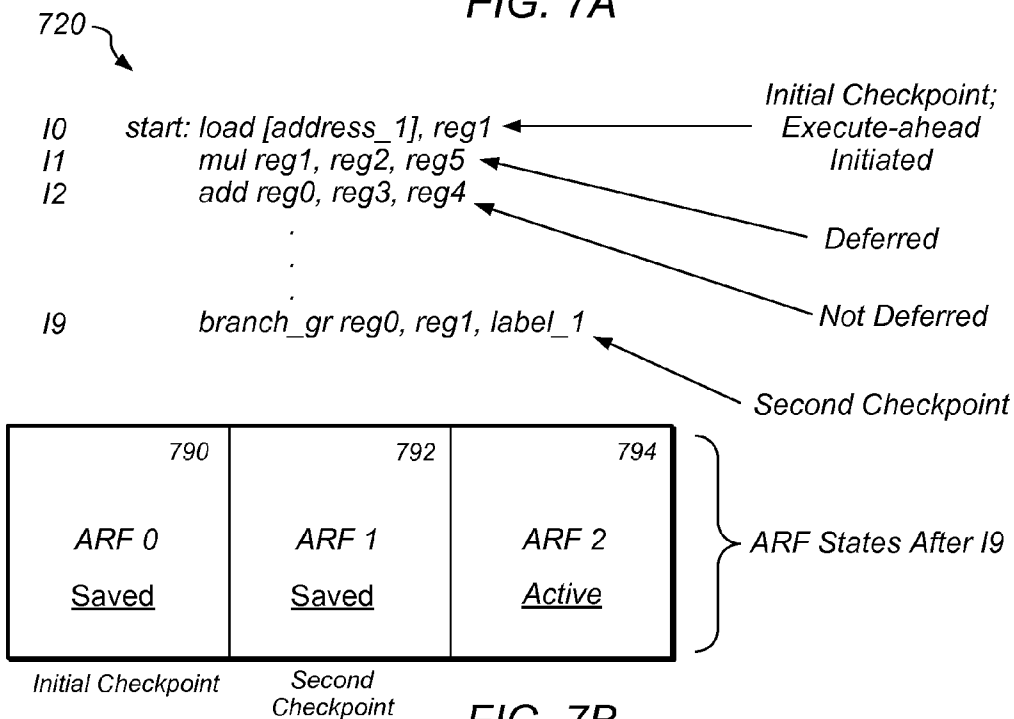 FIG. 7A
720
Initial Checkpoint;
Execute-ahead
Initiated
I0 start: load [address_1], reg1
I1 mul reg1, reg2, reg5
I2 add reg0, reg3, reg4
Deferred
Not Deferred
I9 branch_gr reg0, reg1, label_1
Second Checkpoint
790 792 794
ARF 0 ARF 1 ARF 2
Saved Saved Active
ARF States After I9
Initial Checkpoint
Second
Checkpoint
FIG. 7B